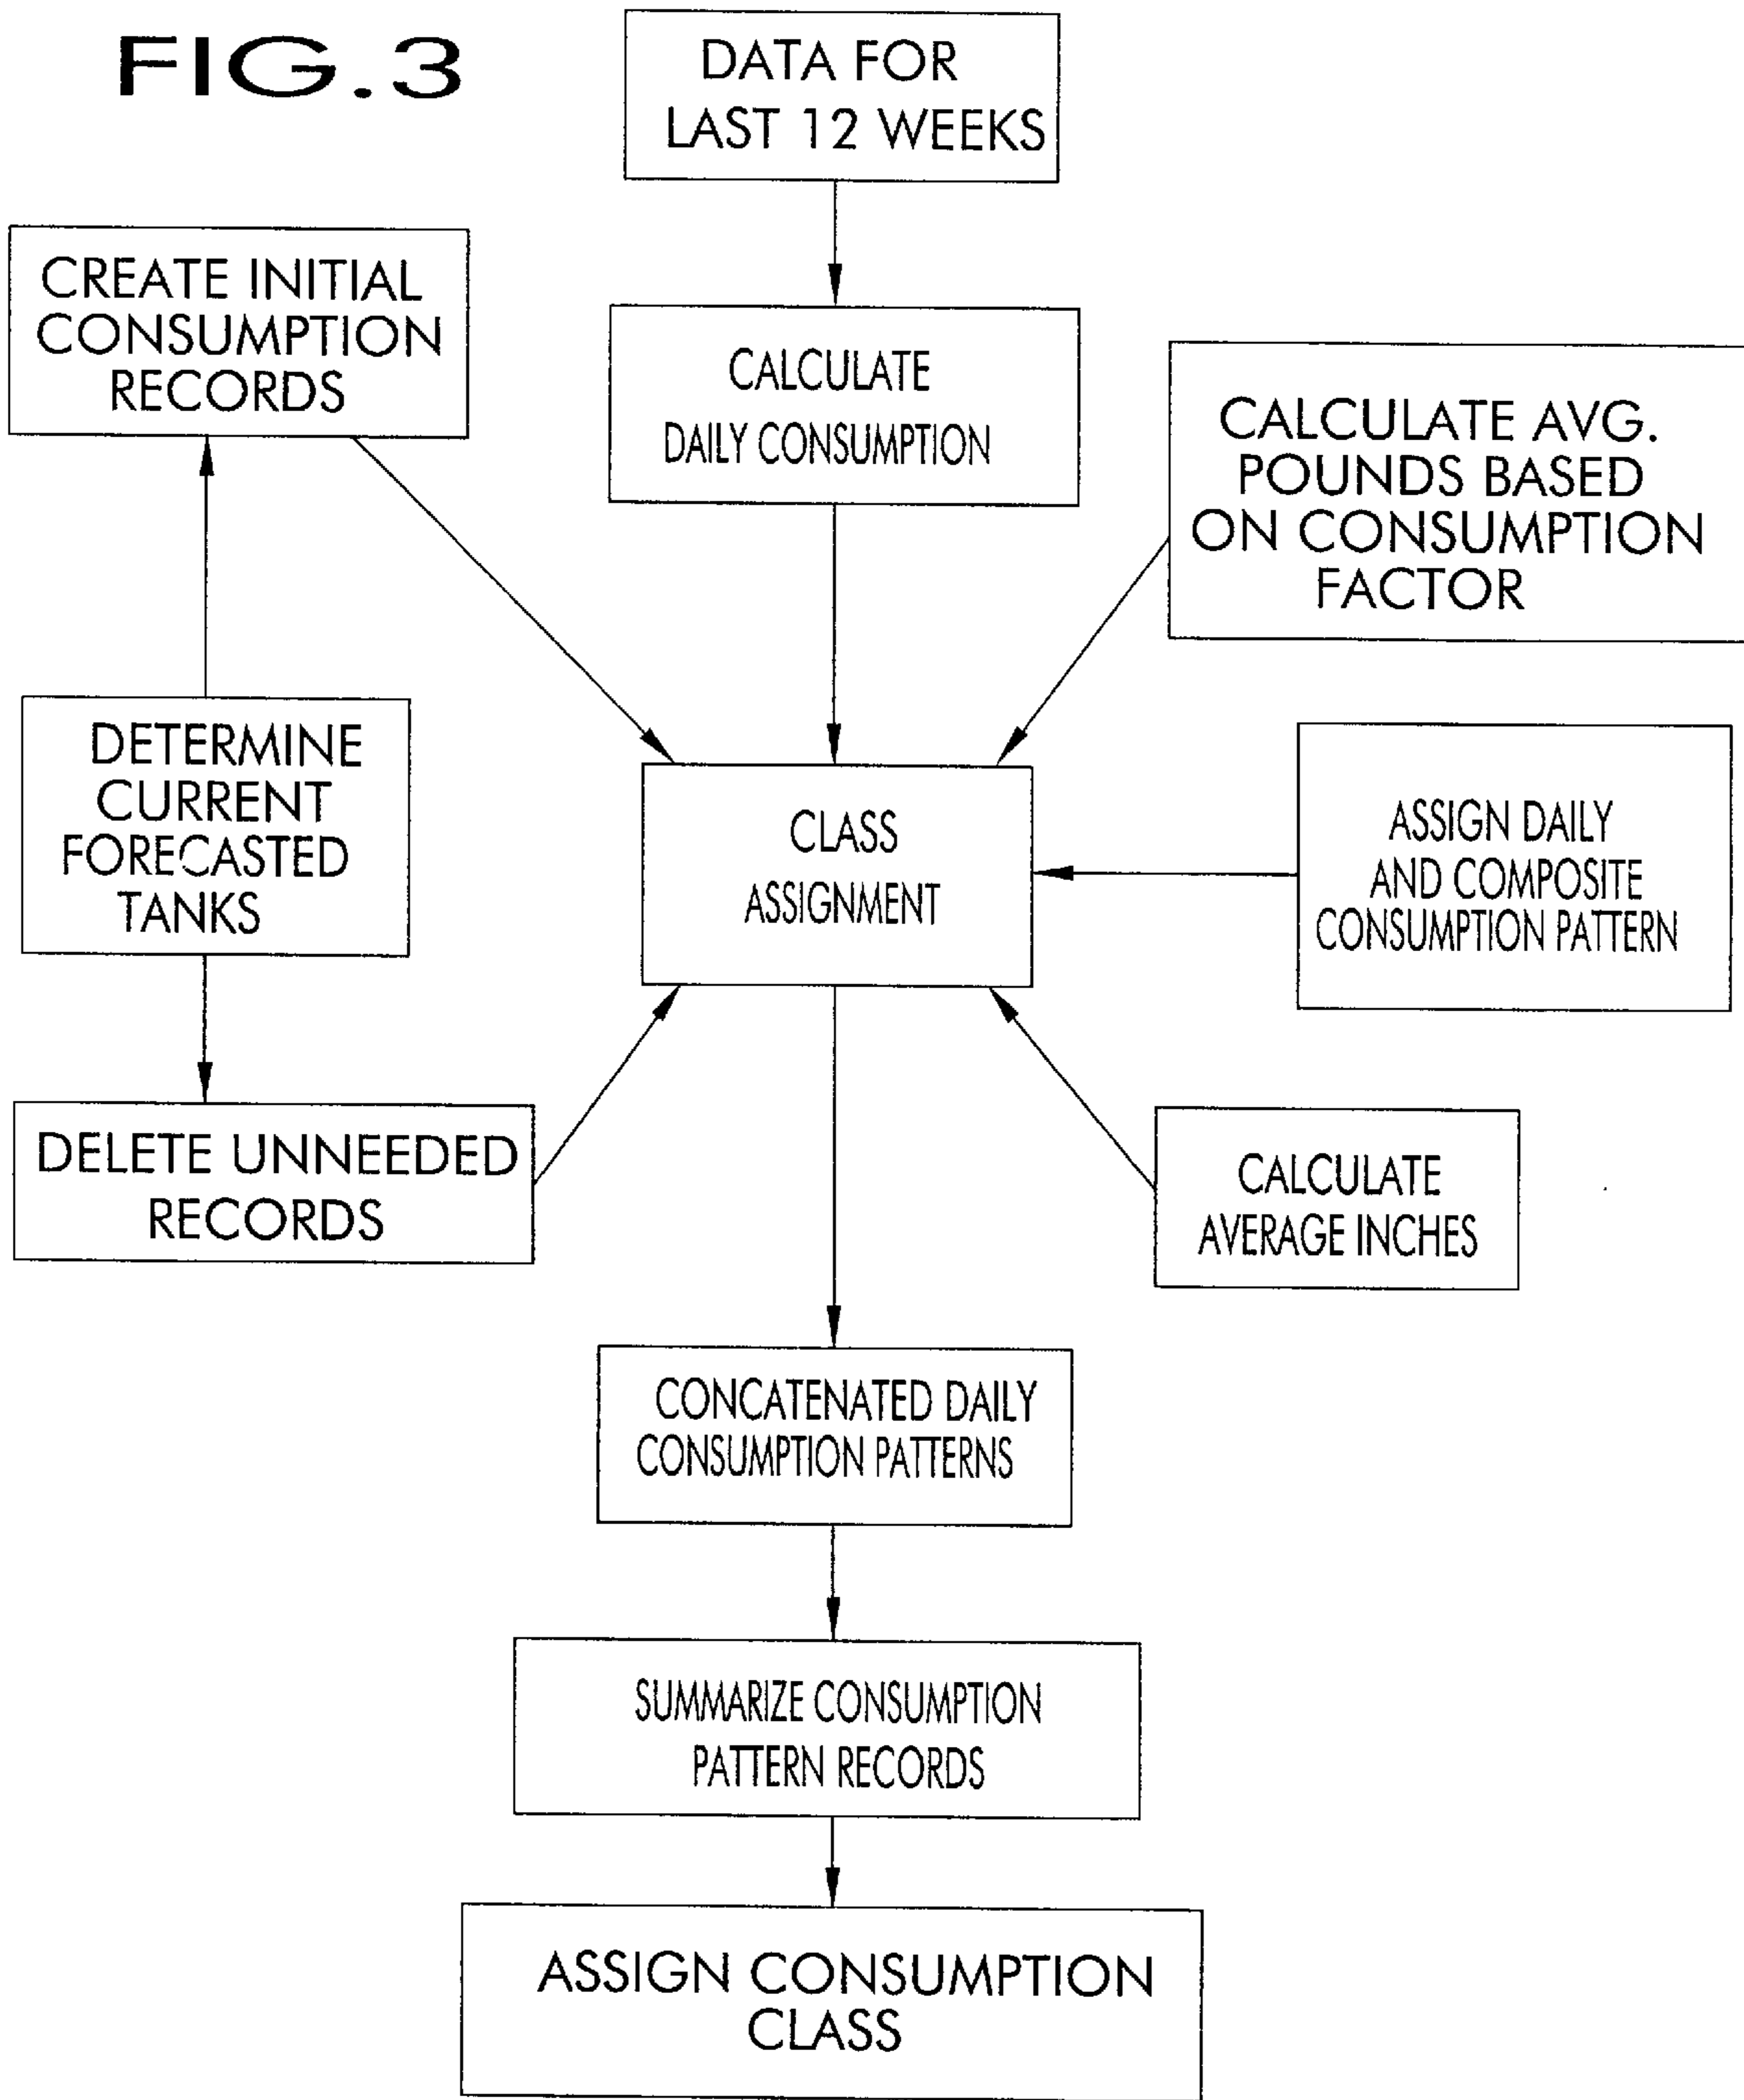 FIG.3
DATA FOR
LAST 12 WEEKS
CREATE INITIAL
CONSUMPTION
RECORDS
CALCULATE
DAILY CONSUMPTION
CALCULATE AVG.
POUNDS BASED
ON CONSUMPTION
FACTOR
DETERMINE
CURRENT
FORECASTED
TANKS
CLASS
ASSIGNMENT
ASSIGN DAILY
AND COMPOSITE
CONSUMPTION PATTERN
DELETE UNNEEDED
RECORDS
CALCULATE
AVERAGE INCHES
CONCATENATED DAILY
CONSUMPTION PATTERNS
SUMMARIZE CONSUMPTION
PATTERN RECORDS
ASSIGN CONSUMPTION
CLASS